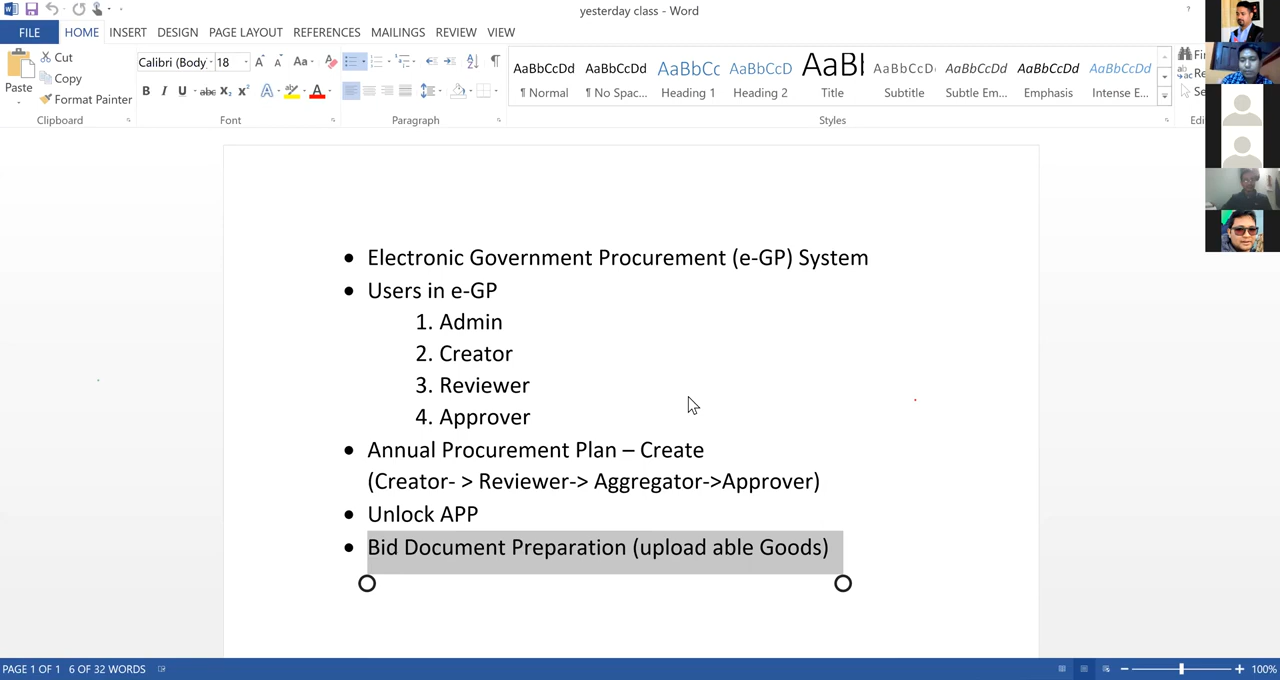 yesterday class - Word
?
FILE HOME INSERT DESIGN PAGE LAYOUT REFERENCES MAILINGS REVIEW VIEW
Paste
Cut
Copy
Format Painter
Clipboard
Calibri (Body 18
Font
Paragraph
AaBbCcDd AaBbCcDd AaBbCc AaBbCcD AaBl AaBbCcD AaBbCcDd AaBbCcDd AaBbCcDd
¶ Normal ¶ No Spac... Heading 1 Heading 2 Title Subtitle Subtle Em... Emphasis Intense E...
Styles
• Electronic Government Procurement (e-GP) System
• Users in e-GP
1. Admin
2. Creator
3. Reviewer
4. Approver
• Annual Procurement Plan – Create
(Creator- > Reviewer-> Aggregator->Approver)
• Unlock APP
• Bid Document Preparation (upload able Goods)
PAGE 1 OF 1 6 OF 32 WORDS
100%